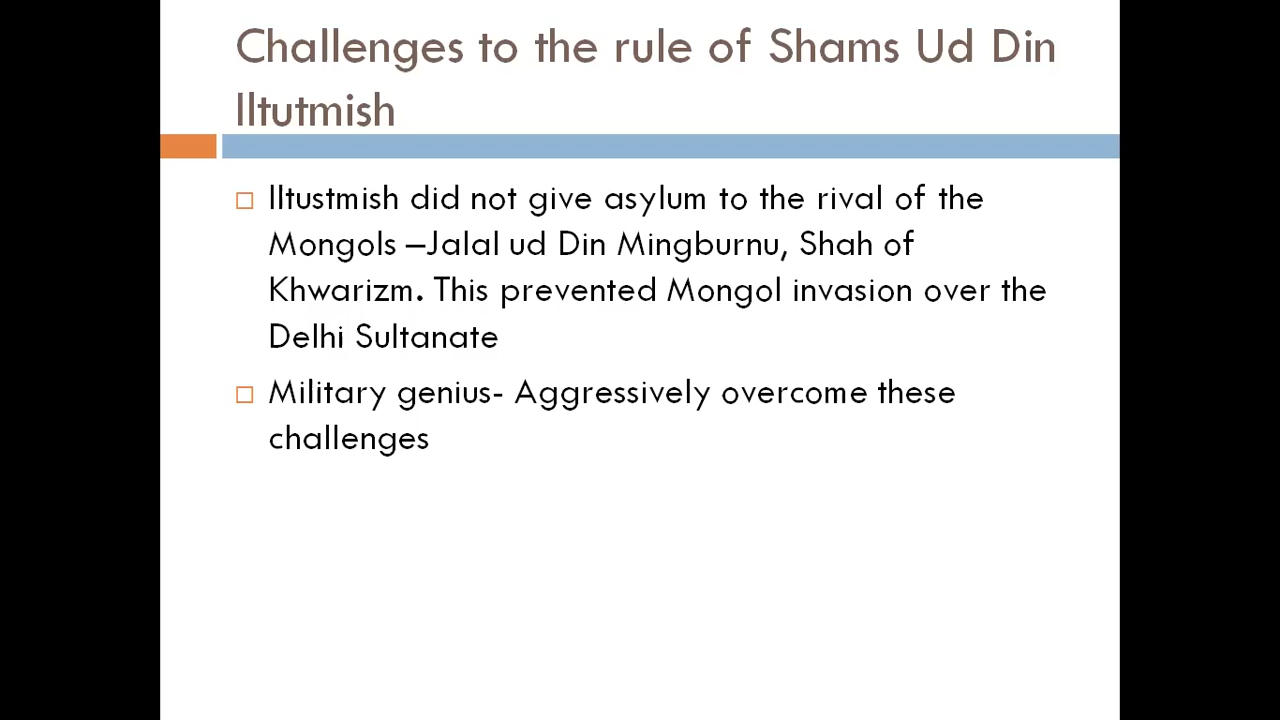 Challenges to the rule of Shams Ud Din
Iltutmish
Iltustmish did not give asylum to the rival of the
Mongols –Jalal ud Din Mingburnu, Shah of
Khwarizm. This prevented Mongol invasion over the
Delhi Sultanate
Military genius- Aggressively overcome these
challenges